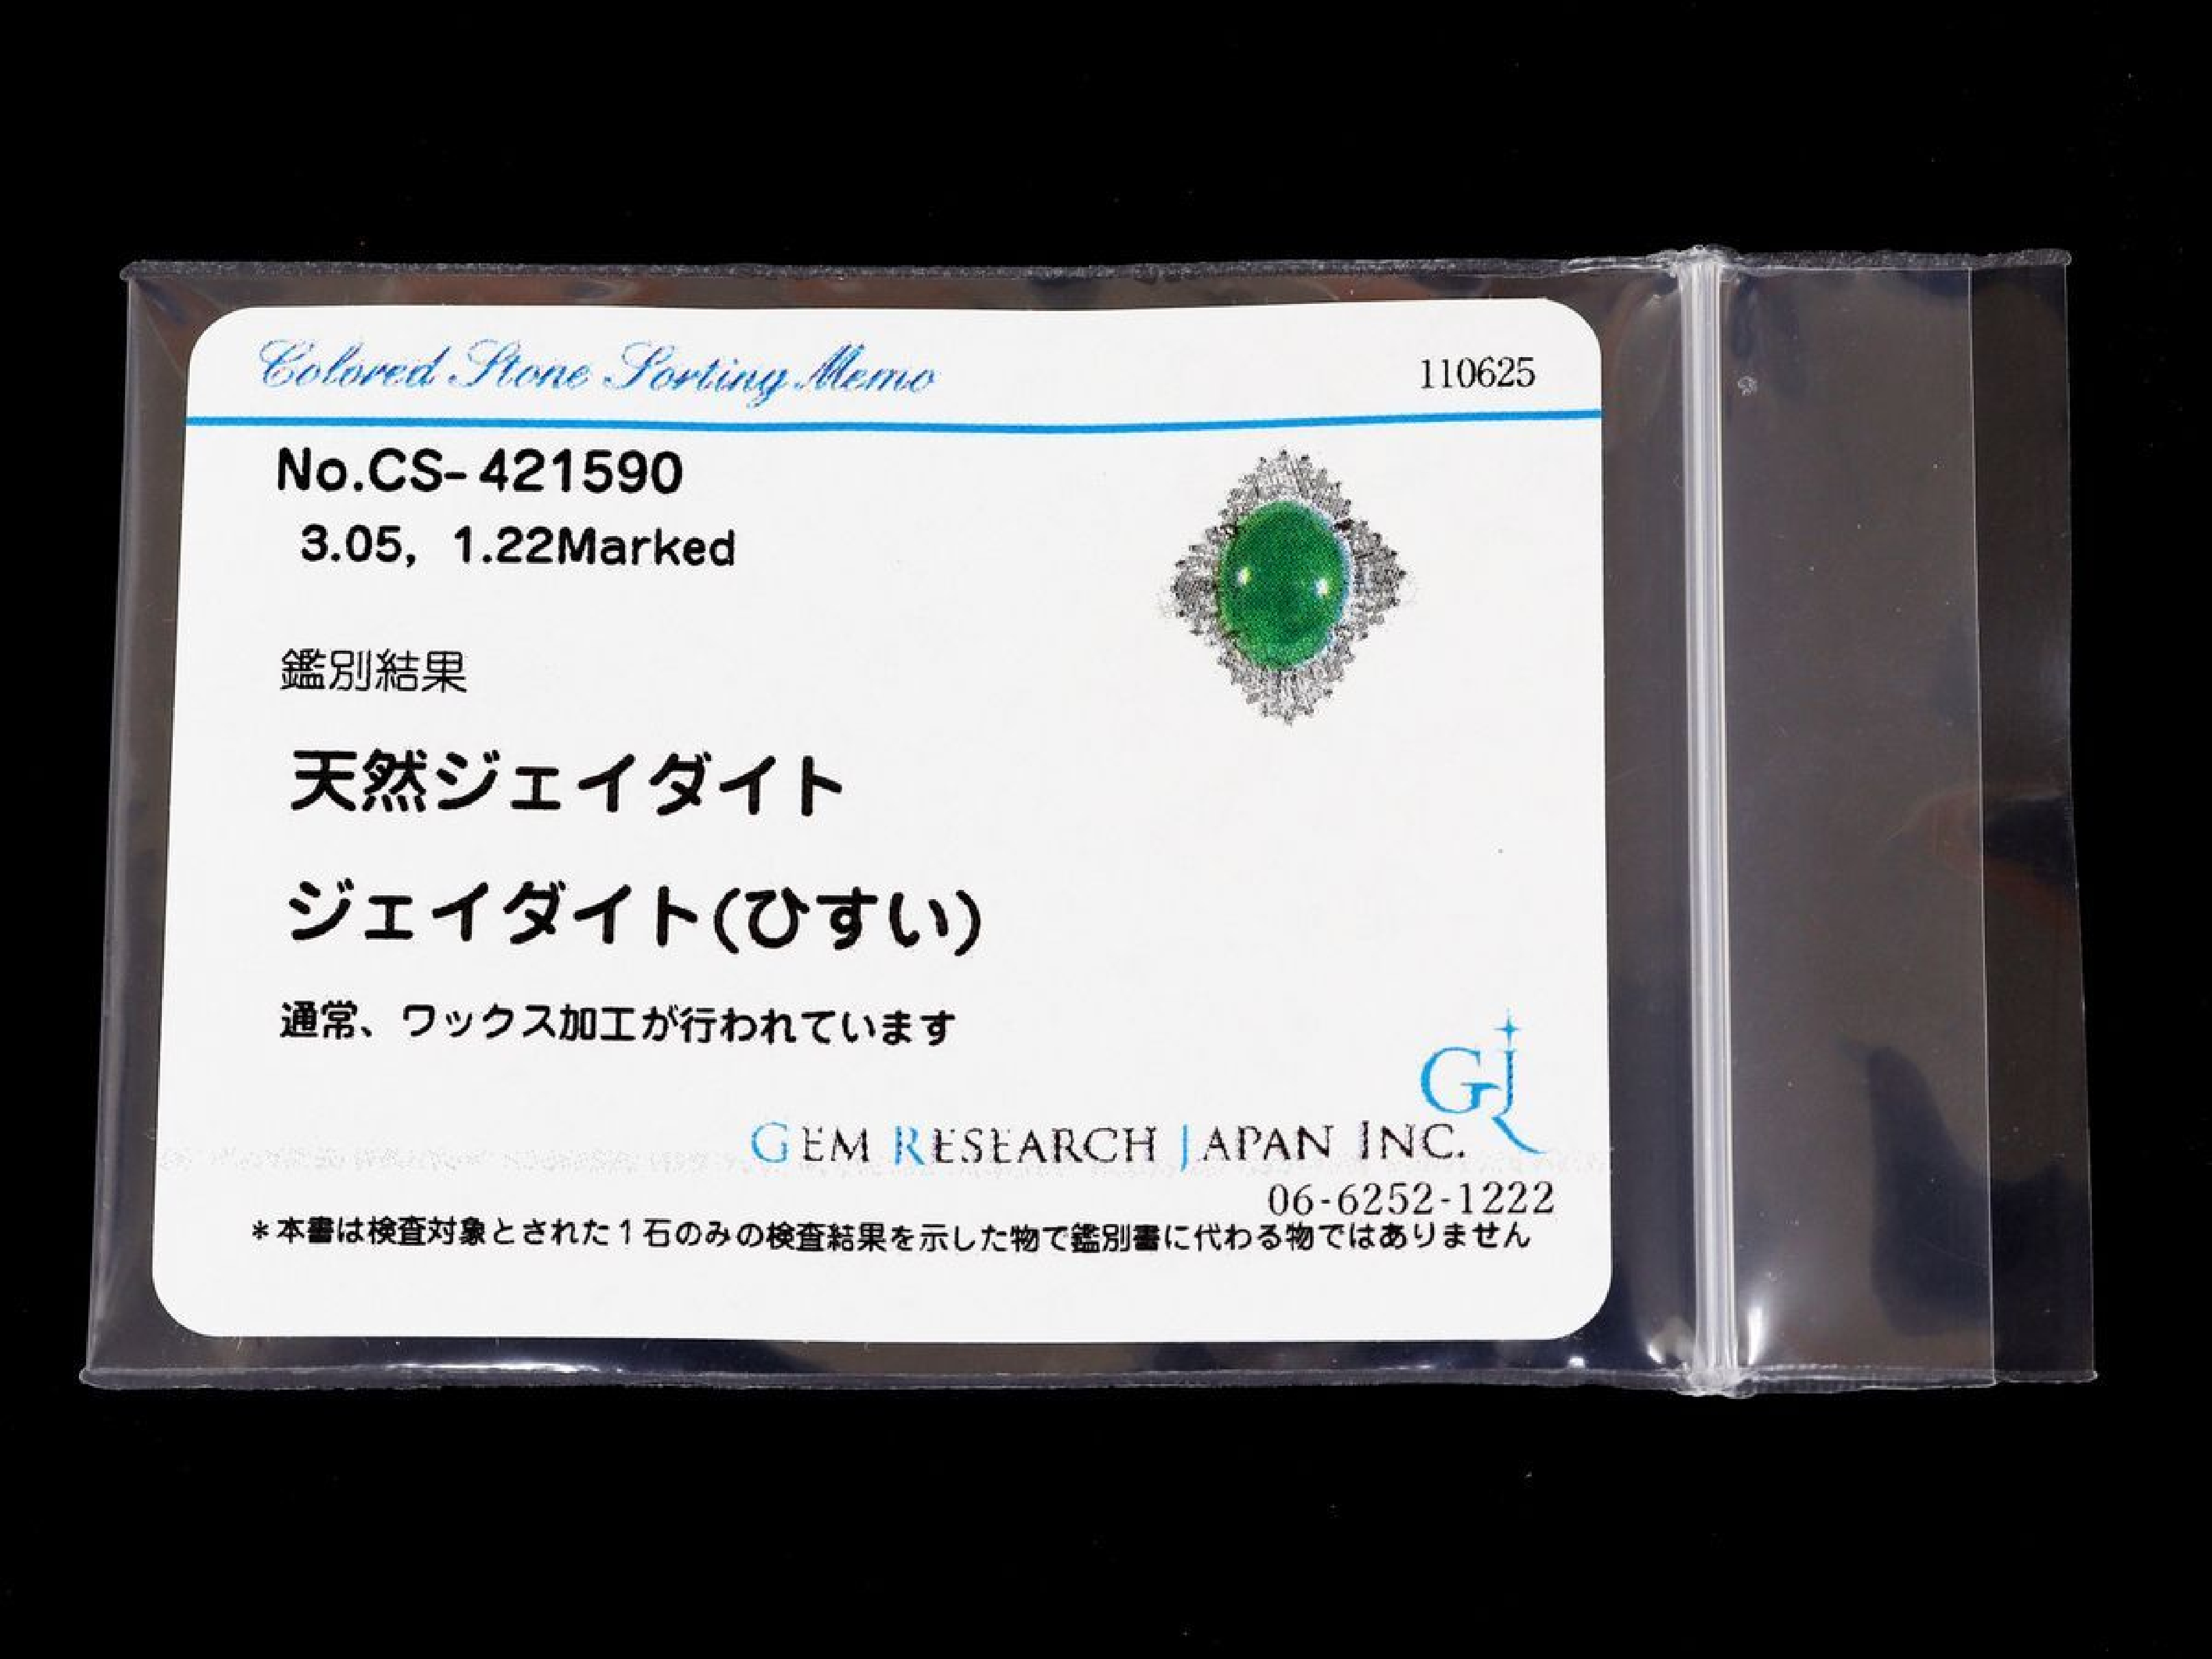 Colored Stone Sorting Memo
110625
No.CS-421590
3.05, 1.22Marked
鑑別結果
天然ジェイダイト
ジェイダイト(ひすい)
通常、ワックス加工が行われています
GJ
GEM RESEARCH JAPAN INC.
06-6252-1222
*本書は検査対象とされた1石のみの検査結果を示した物で鑑別書に代わる物ではありません